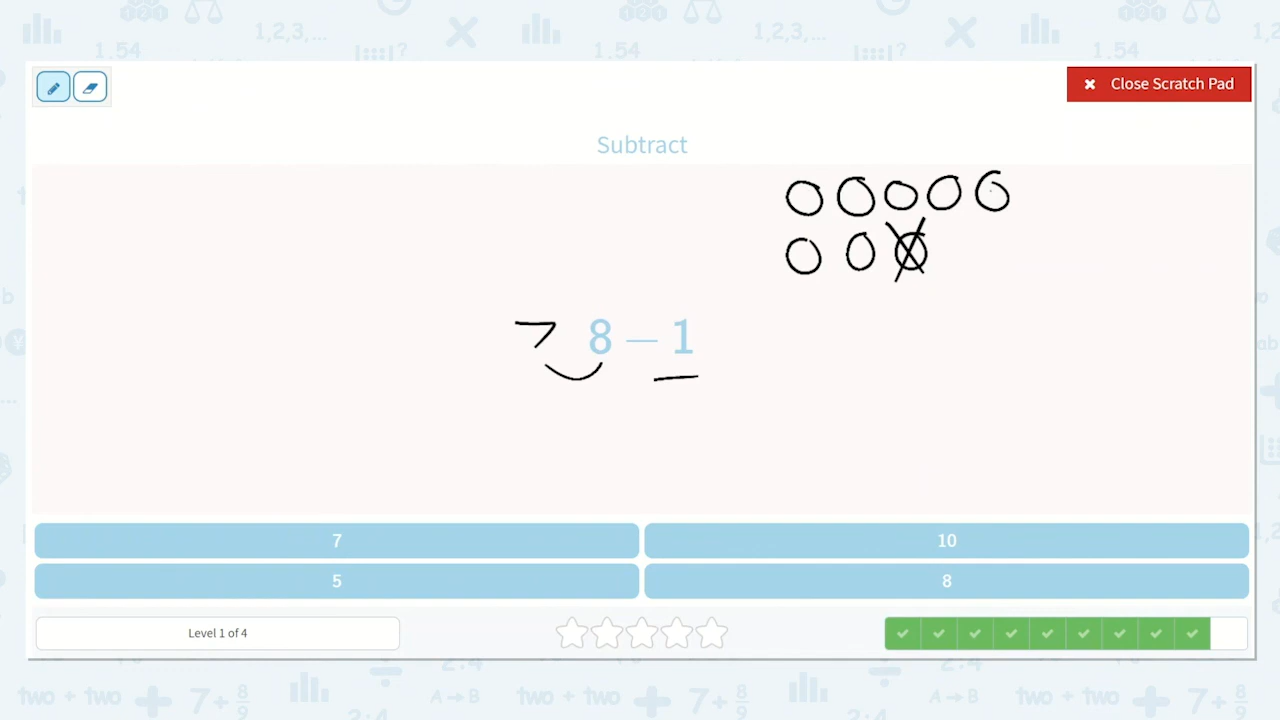 ✖ Close Scratch Pad
Subtract
7 8 – 1
7
10
5
8
Level 1 of 4